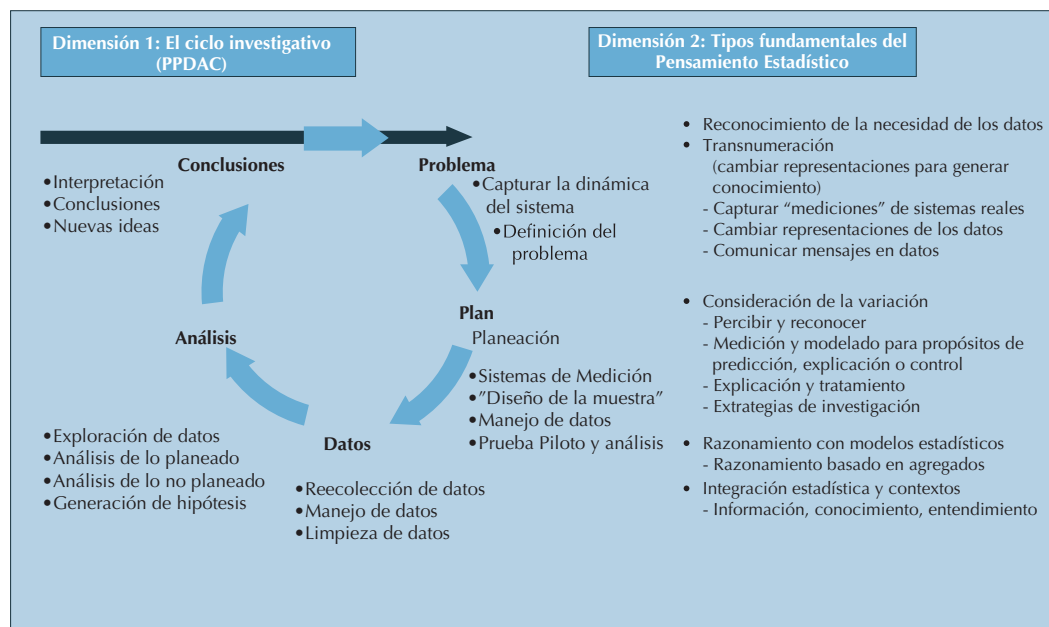 Dimensión 1: El ciclo investigativo
(PPDAC)
Conclusiones
•Interpretación
•Conclusiones
•Nuevas ideas
Problema
•Capturar la dinámica
del sistema
•Definición del
problema
Plan
Planeación
•Sistemas de Medición
•”Diseño de la muestra”
•Manejo de datos
•Prueba Piloto y análisis
Datos
•Reecolección de datos
•Manejo de datos
•Limpieza de datos
Análisis
•Exploración de datos
•Análisis de lo planeado
•Análisis de lo no planeado
•Generación de hipótesis
Dimensión 2: Tipos fundamentales del
Pensamiento Estadístico
• Reconocimiento de la necesidad de los datos
• Transnumeración
(cambiar representaciones para generar
conocimiento)
- Capturar “mediciones” de sistemas reales
- Cambiar representaciones de los datos
- Comunicar mensajes en datos
• Consideración de la variación
- Percibir y reconocer
- Medición y modelado para propósitos de
predicción, explicación o control
- Explicación y tratamiento
- Extrategias de investigación
• Razonamiento con modelos estadísticos
- Razonamiento basado en agregados
• Integración estadística y contextos
- Información, conocimiento, entendimiento